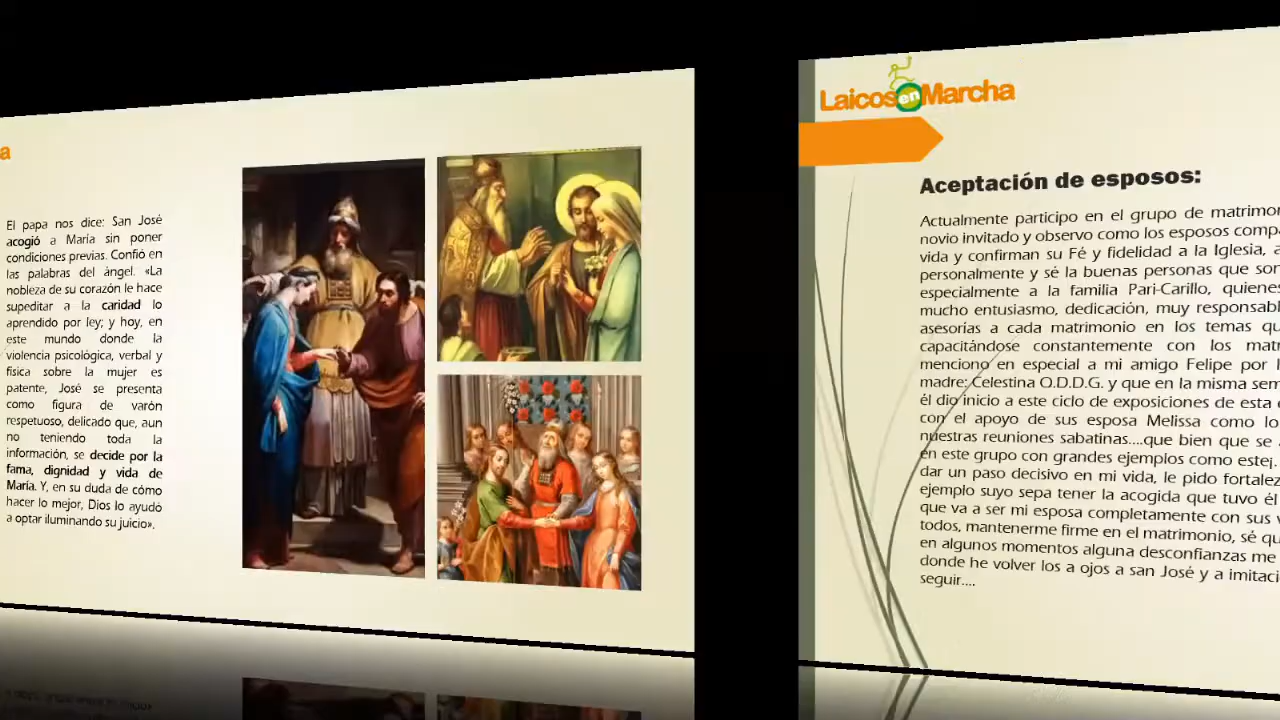 a
El papa nos dice: San José
acogió a María sin poner
condiciones previas. Confió en
las palabras del ángel. «La
nobleza de su corazón le hace
supeditar a la caridad lo
aprendido por ley; y hoy, en
este mundo donde la
violencia psicológica, verbal y
física sobre la mujer es
patente, José se presenta
como figura de varón
respetuoso, delicado que, aun
no teniendo toda la
información, se decide por la
fama, dignidad y vida de
María. Y, en su duda de cómo
hacer lo mejor, Dios lo ayudó
a optar iluminando su juicio».
Laicos en Marcha
Aceptación de esposos:
Actualmente participo en el grupo de matrimon
novio invitado y observo como los esposos compa
vida y confirman su Fé y fidelidad a la Iglesia, a
personalmente y sé la buenas personas que son
especialmente a la familia Pari-Carillo, quienes
mucho entusiasmo, dedicación, muy responsabl
asesorías a cada matrimonio en los temas qu
capacitándose constantemente con los matr
menciono en especial a mi amigo Felipe por l
madre: Celestina Q.D.D.G. y que en la misma sem
él dio inicio a este ciclo de exposiciones de esta e
con el apoyo de sus esposa Melissa como lo
nuestras reuniones sabatinas....que bien que se
en este grupo con grandes ejemplos como estej.
dar un paso decisivo en mi vida, le pido fortalez
ejemplo suyo sepa tener la acogida que tuvo él
que va a ser mi esposa completamente con sus
todos, mantenerme firme en el matrimonio, sé qu
en algunos momentos alguna desconfianzas me
donde he volver los a ojos a san José y a imitaci
seguir....